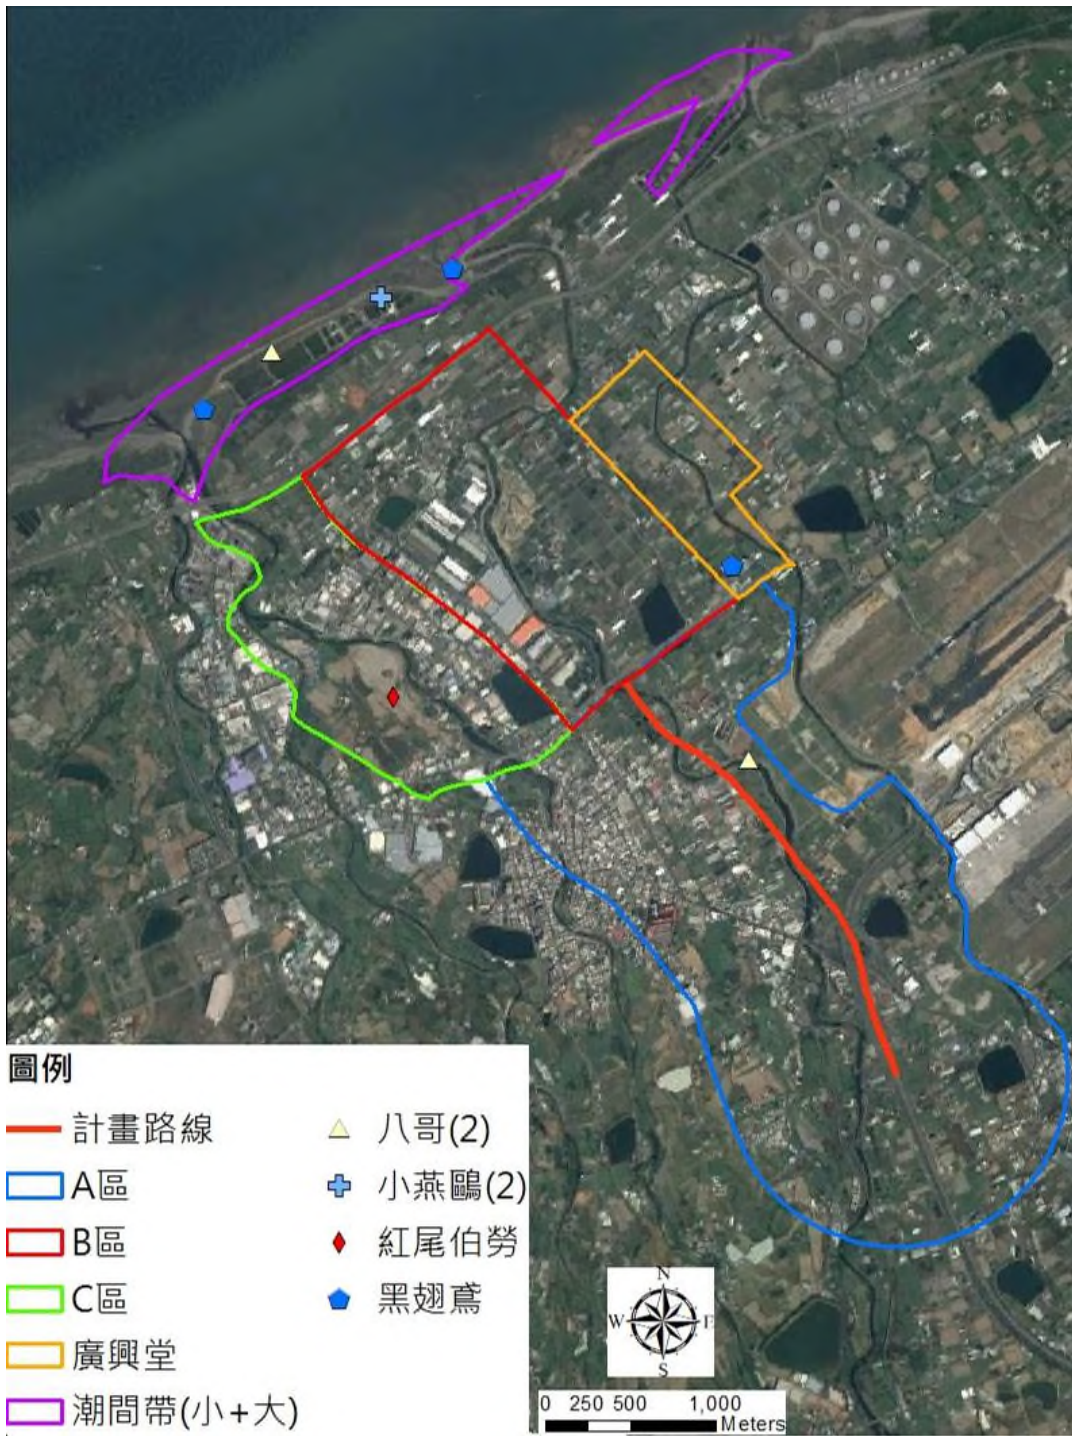 圖例
計畫路線
A區
B區
C區
廣興堂
潮間帶(小+大)
八哥(2)
小燕鷗(2)
紅尾伯勞
黑翅鳶
N
W E
S
0 250 500 1,000
Meters